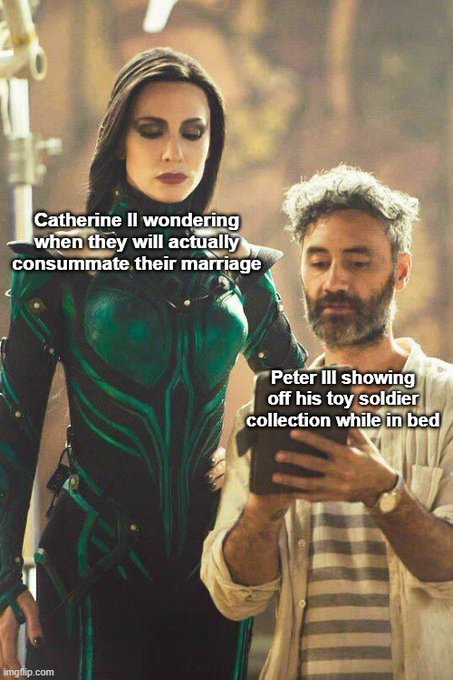 Catherine II wondering
when they will actually
consummate their marriage
Peter III showing
off his toy soldier
collection while in bed
imgflip.com